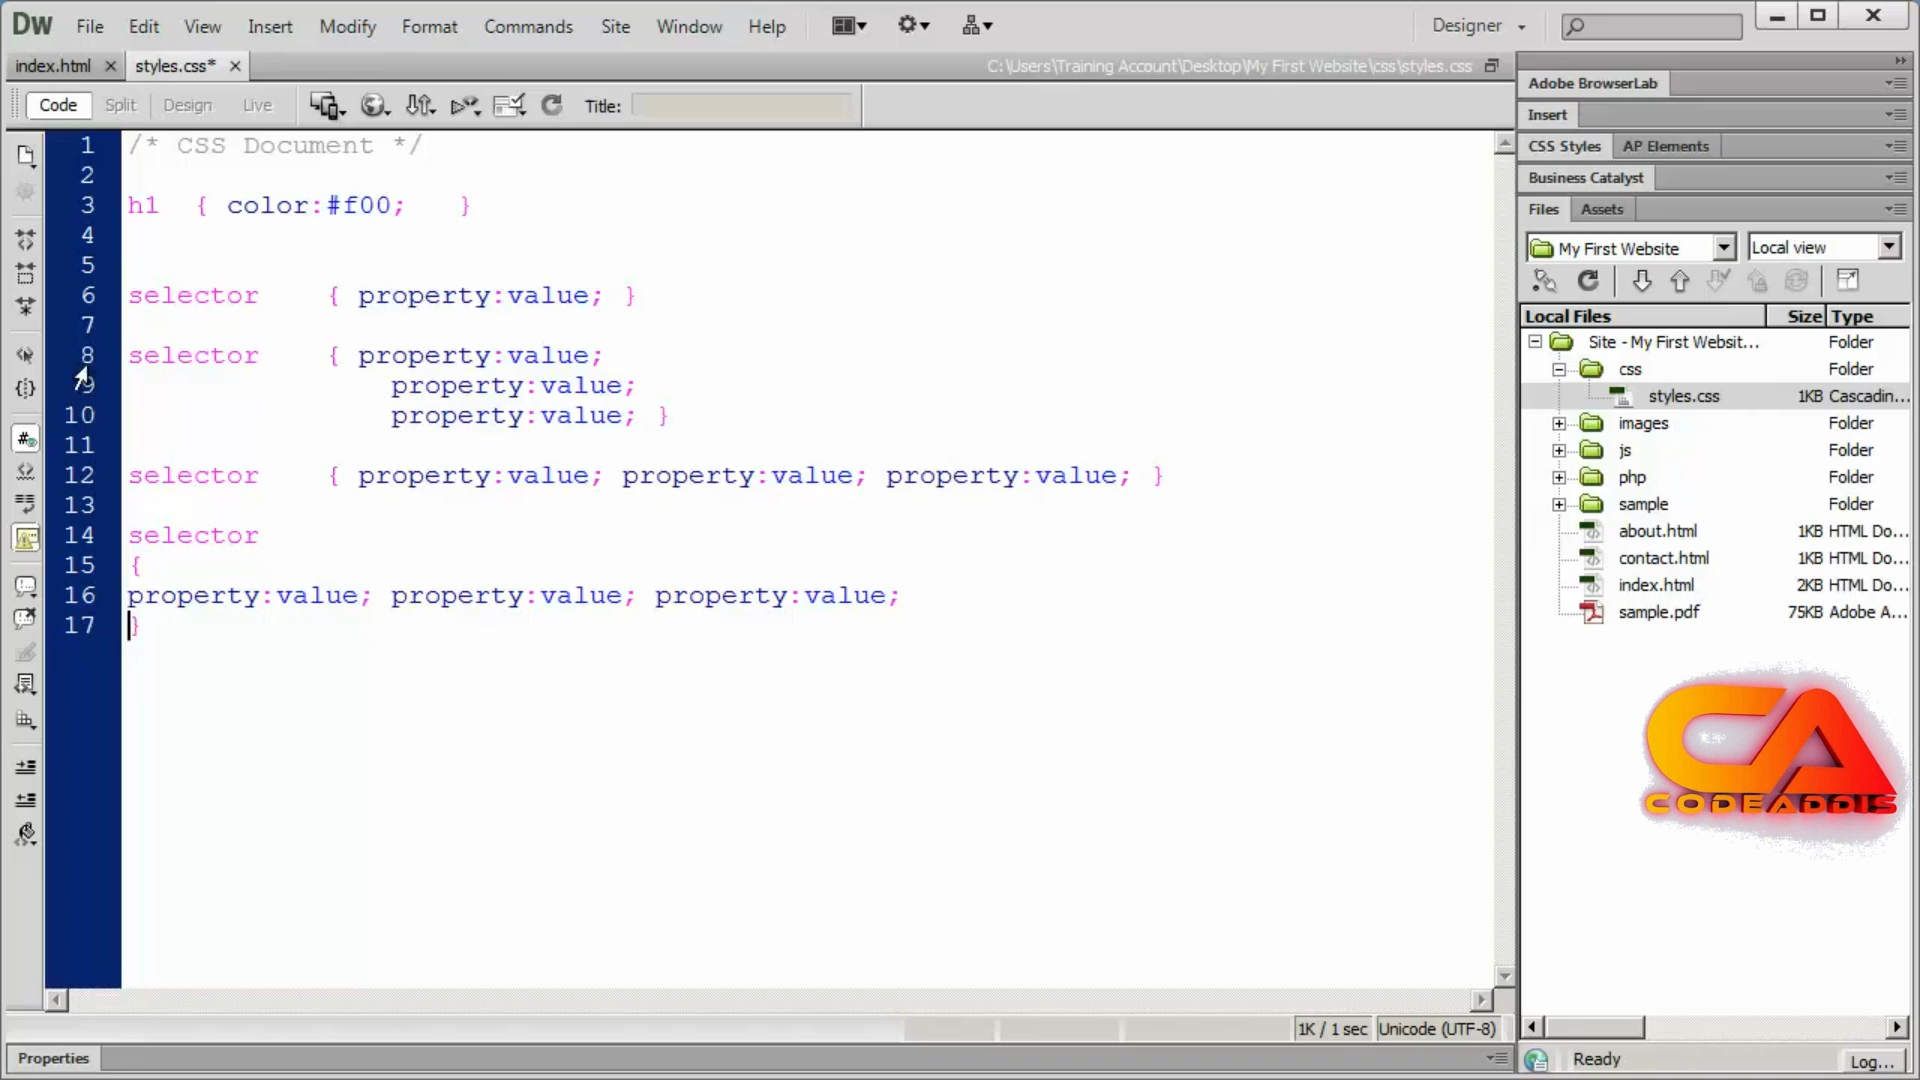 DW File Edit View Insert Modify Format Commands Site Window Help Designer
index.html styles.css* C:\Users\Training Account\Desktop\My First Website\css\styles.css
Code Split Design Live Title:
1 /* CSS Document */
2
3 h1 { color:#f00; }
4
5
6 selector { property:value; }
7
8 selector { property:value;
9 property:value;
10 property:value; }
11
12 selector { property:value; property:value; property:value; }
13
14 selector
15 {
16 property:value; property:value; property:value;
17 }
1K / 1 sec Unicode (UTF-8)
Properties
Adobe BrowserLab
Insert
CSS Styles AP Elements
Business Catalyst
Files Assets
My First Website Local view
Local Files Size Type
Site - My First Websit... Folder
css Folder
styles.css 1KB Cascadin...
images Folder
js Folder
php Folder
sample Folder
about.html 1KB HTML Do...
contact.html 1KB HTML Do...
index.html 2KB HTML Do...
sample.pdf 75KB Adobe A...
CA
CODEADDIS
Ready Log...